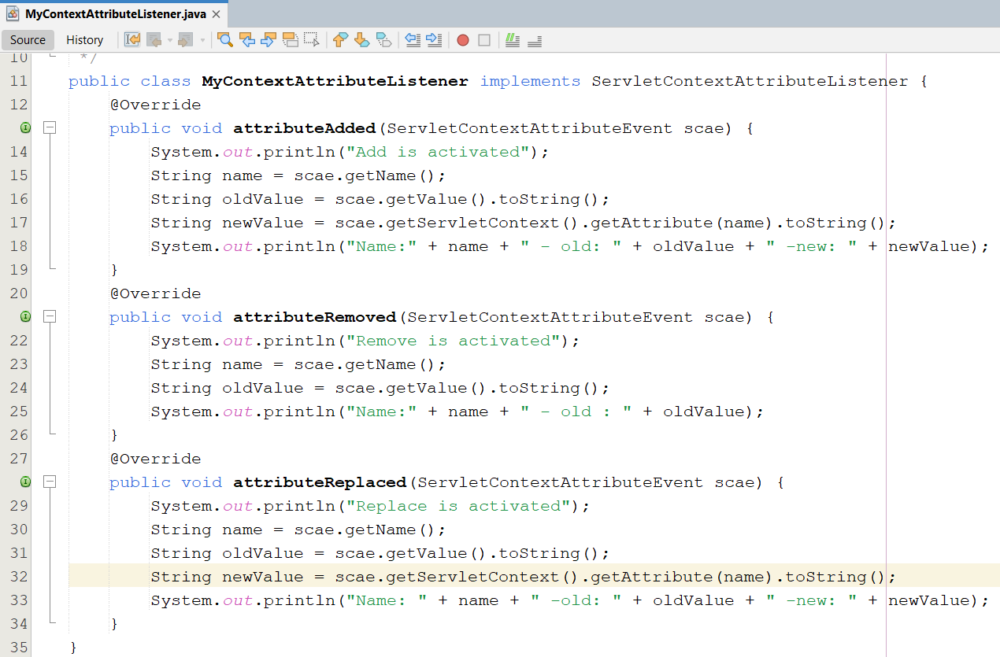 MyContextAttributeListener.java
Source History
10 */
11 public class MyContextAttributeListener implements ServletContextAttributeListener {
12 @Override
public void attributeAdded(ServletContextAttributeEvent scae) {
14 System.out.println("Add is activated");
15 String name = scae.getName();
16 String oldValue = scae.getValue().toString();
17 String newValue = scae.getServletContext().getAttribute(name).toString();
18 System.out.println("Name:" + name + " - old: " + oldValue + " -new: " + newValue);
19 }
20 @Override
public void attributeRemoved(ServletContextAttributeEvent scae) {
22 System.out.println("Remove is activated");
23 String name = scae.getName();
24 String oldValue = scae.getValue().toString();
25 System.out.println("Name:" + name + " - old : " + oldValue);
26 }
27 @Override
public void attributeReplaced(ServletContextAttributeEvent scae) {
29 System.out.println("Replace is activated");
30 String name = scae.getName();
31 String oldValue = scae.getValue().toString();
32 String newValue = scae.getServletContext().getAttribute(name).toString();
33 System.out.println("Name: " + name + " -old: " + oldValue + " -new: " + newValue);
34 }
35 }